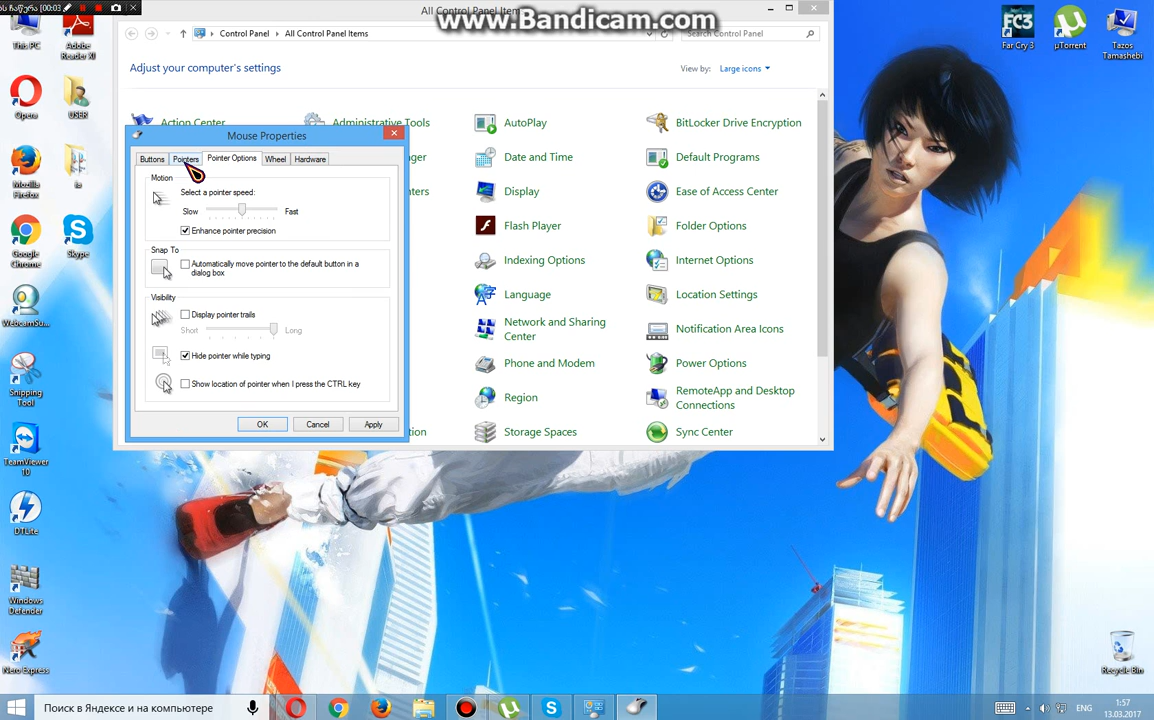 ს ჩაწერა [00:03
All Control Panel Item
www.Bandicam.com
Control Panel
All Control Panel Items
Search Control Panel
Adjust your computer's settings
View by:
Large icons
Action Center
Administrative Tools
AutoPlay
BitLocker Drive Encryption
Date and Time
Default Programs
Display
Ease of Access Center
Flash Player
Folder Options
Indexing Options
Internet Options
Language
Location Settings
Network and Sharing
Center
Notification Area Icons
Phone and Modem
Power Options
Region
RemoteApp and Desktop
Connections
Storage Spaces
Sync Center
Mouse Properties
Buttons
Pointers
Pointer Options
Wheel
Hardware
Motion
Select a pointer speed:
Slow
Fast
Enhance pointer precision
Snap To
Automatically move pointer to the default button in a
dialog box
Visibility
Display pointer trails
Short
Long
Hide pointer while typing
Show location of pointer when I press the CTRL key
OK
Cancel
Apply
This PC
Adobe
Reader XI
Opera
USER
Mozilla
Firefox
Google
Chrome
Skype
WebcamSu...
Snipping
Tool
TeamViewer
10
DTLite
Windows
Defender
Nero Express
Far Cry 3
µTorrent
Tazos
Tamashebi
Recycle Bin
Поиск в Яндексе и на компьютере
ENG
1:57
13.03.2017